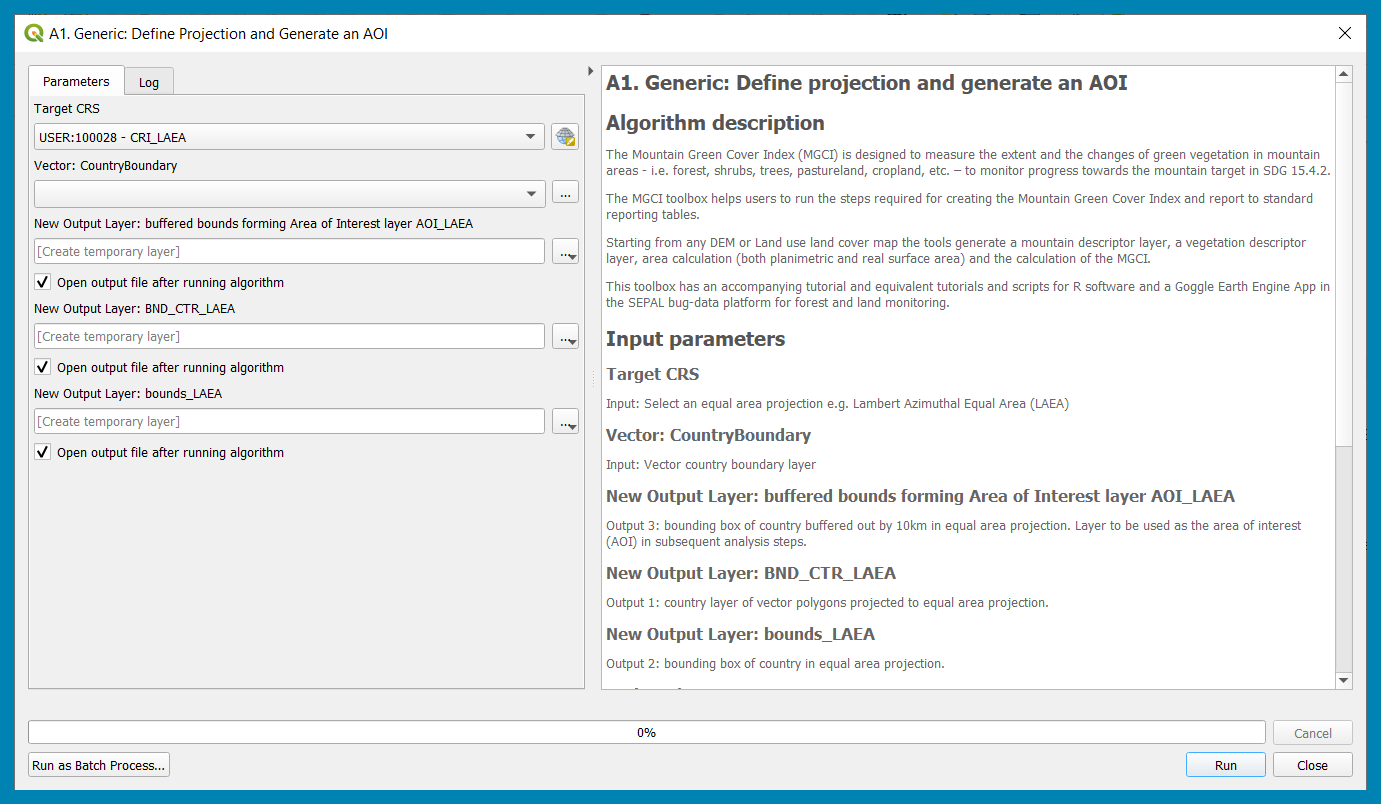 A1. Generic: Define Projection and Generate an AOI
Parameters
Log
Target CRS
USER:100028 - CRI_LAEA
Vector: CountryBoundary
...
New Output Layer: buffered bounds forming Area of Interest layer AOI_LAEA
[Create temporary layer]
...
Open output file after running algorithm
New Output Layer: BND_CTR_LAEA
[Create temporary layer]
...
Open output file after running algorithm
New Output Layer: bounds_LAEA
[Create temporary layer]
...
Open output file after running algorithm
A1. Generic: Define projection and generate an AOI
Algorithm description
The Mountain Green Cover Index (MGCI) is designed to measure the extent and the changes of green vegetation in mountain
areas - i.e. forest, shrubs, trees, pastureland, cropland, etc. – to monitor progress towards the mountain target in SDG 15.4.2.
The MGCI toolbox helps users to run the steps required for creating the Mountain Green Cover Index and report to standard
reporting tables.
Starting from any DEM or Land use land cover map the tools generate a mountain descriptor layer, a vegetation descriptor
layer, area calculation (both planimetric and real surface area) and the calculation of the MGCI.
This toolbox has an accompanying tutorial and equivalent tutorials and scripts for R software and a Goggle Earth Engine App in
the SEPAL bug-data platform for forest and land monitoring.
Input parameters
Target CRS
Input: Select an equal area projection e.g. Lambert Azimuthal Equal Area (LAEA)
Vector: CountryBoundary
Input: Vector country boundary layer
New Output Layer: buffered bounds forming Area of Interest layer AOI_LAEA
Output 3: bounding box of country buffered out by 10km in equal area projection. Layer to be used as the area of interest
(AOI) in subsequent analysis steps.
New Output Layer: BND_CTR_LAEA
Output 1: country layer of vector polygons projected to equal area projection.
New Output Layer: bounds_LAEA
Output 2: bounding box of country in equal area projection.
0%
Cancel
Run as Batch Process...
Run
Close